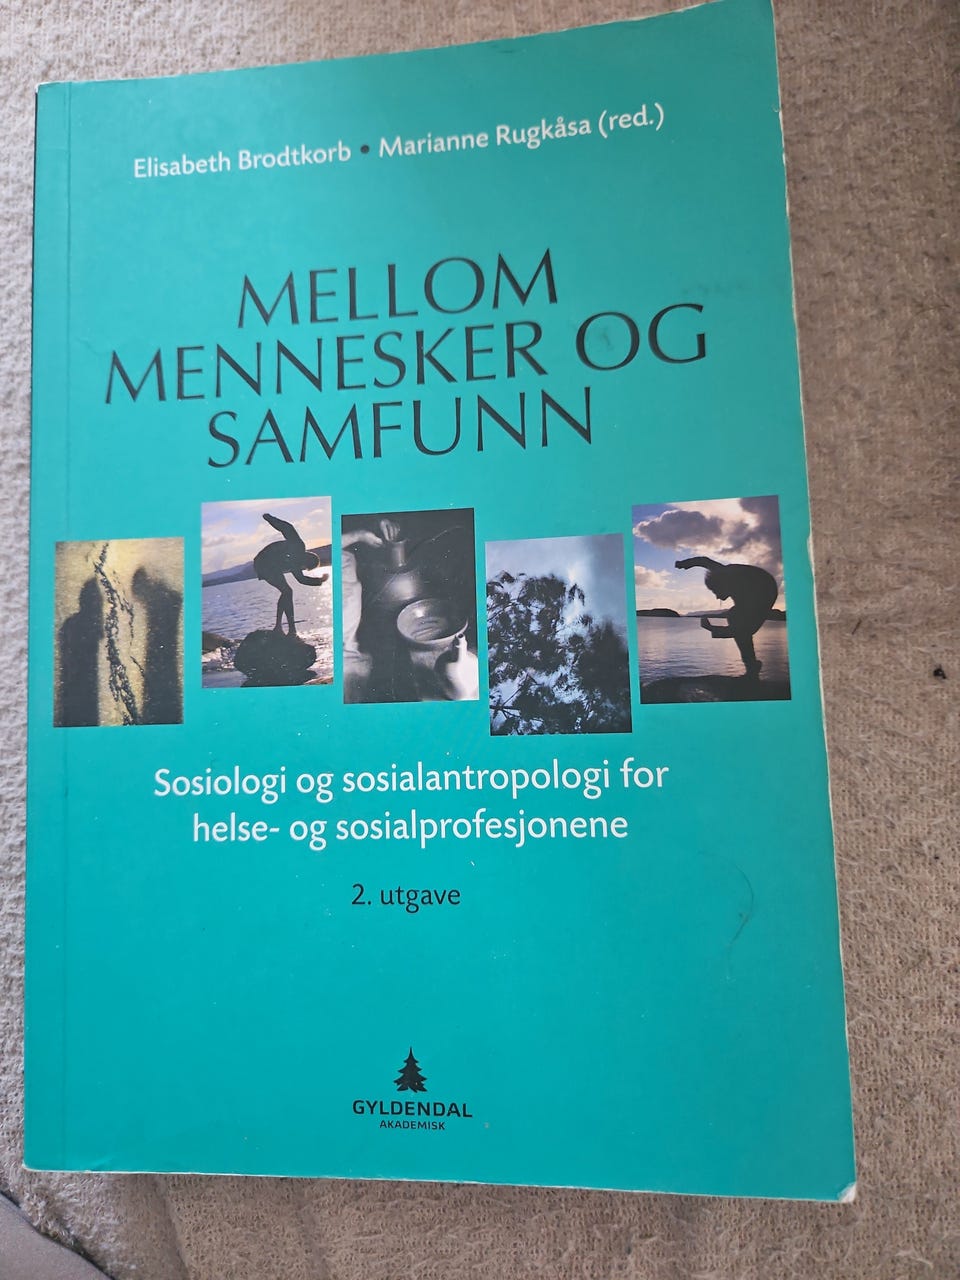 Elisabeth Brodtkorb • Marianne Rugkåsa (red.)
MELLOM
MENNESKER OG
SAMFUNN
Sosiologi og sosialantropologi for
helse- og sosialprofesjonene
2. utgave
GYLDENDAL
AKADEMISK